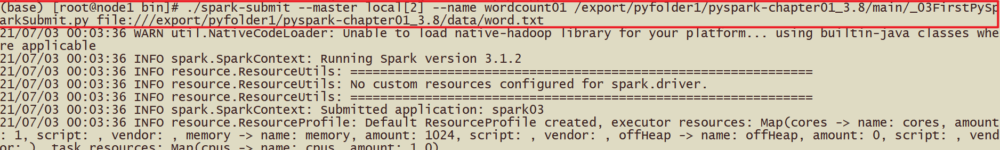 (base) [root@node1 bin]# ./spark-submit --master local[2] --name wordcount01 /export/pyfolder1/pyspark-chapter01_3.8/main/_03FirstPySp
arkSubmit.py file:///export/pyfolder1/pyspark-chapter01_3.8/data/word.txt
21/07/03 00:03:36 WARN util.NativeCodeLoader: Unable to load native-hadoop library for your platform... using builtin-java classes whe
re applicable
21/07/03 00:03:36 INFO spark.SparkContext: Running Spark version 3.1.2
21/07/03 00:03:36 INFO resource.ResourceUtils: ==============================================================
21/07/03 00:03:36 INFO resource.ResourceUtils: No custom resources configured for spark.driver.
21/07/03 00:03:36 INFO resource.ResourceUtils: ==============================================================
21/07/03 00:03:36 INFO spark.SparkContext: Submitted application: spark03
21/07/03 00:03:36 INFO resource.ResourceProfile: Default ResourceProfile created, executor resources: Map(cores -> name: cores, amount
: 1, script: , vendor: , memory -> name: memory, amount: 1024, script: , vendor: , offHeap -> name: offHeap, amount: 0, script: , vend
or: ), task resources: Map(cpus -> name: cpus, amount: 1.0)